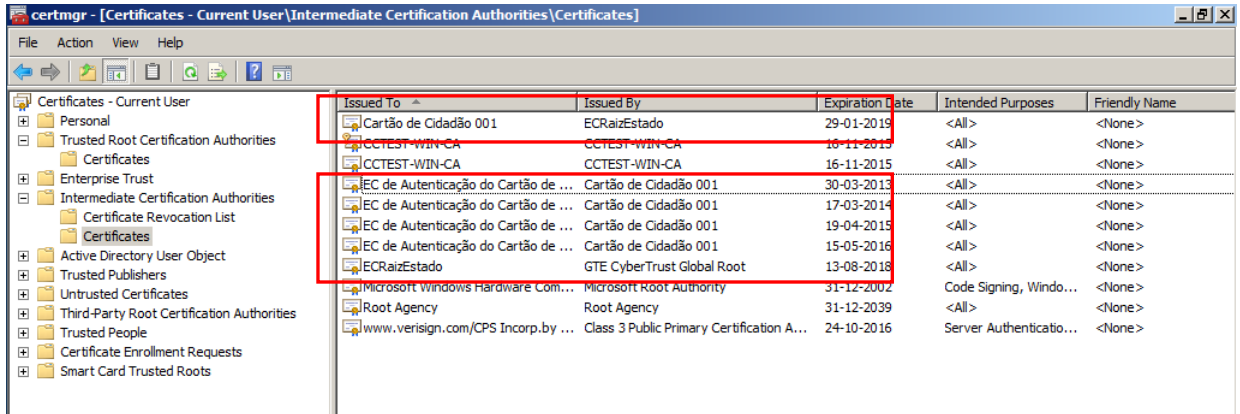 certmgr - [Certificates - Current User\Intermediate Certification Authorities\Certificates]
File Action View Help
Certificates - Current User
Personal
Trusted Root Certification Authorities
Certificates
Enterprise Trust
Intermediate Certification Authorities
Certificate Revocation List
Certificates
Active Directory User Object
Trusted Publishers
Untrusted Certificates
Third-Party Root Certification Authorities
Trusted People
Certificate Enrollment Requests
Smart Card Trusted Roots
Issued To Issued By Expiration Date Intended Purposes Friendly Name
Cartão de Cidadão 001 ECRaizEstado 29-01-2019 <All> <None>
CCTEST-WIN-CA CCTEST-WIN-CA 16-11-2015 <All> <None>
CCTEST-WIN-CA CCTEST-WIN-CA 16-11-2015 <All> <None>
EC de Autenticação do Cartão de ... Cartão de Cidadão 001 30-03-2013 <All> <None>
EC de Autenticação do Cartão de ... Cartão de Cidadão 001 17-03-2014 <All> <None>
EC de Autenticação do Cartão de ... Cartão de Cidadão 001 19-04-2015 <All> <None>
EC de Autenticação do Cartão de ... Cartão de Cidadão 001 15-05-2016 <All> <None>
ECRaizEstado GTE CyberTrust Global Root 13-08-2018 <All> <None>
Microsoft Windows Hardware Com... Microsoft Root Authority 31-12-2002 Code Signing, Windo... <None>
Root Agency Root Agency 31-12-2039 <All> <None>
www.verisign.com/CPS Incorp.by ... Class 3 Public Primary Certification A... 24-10-2016 Server Authenticatio... <None>